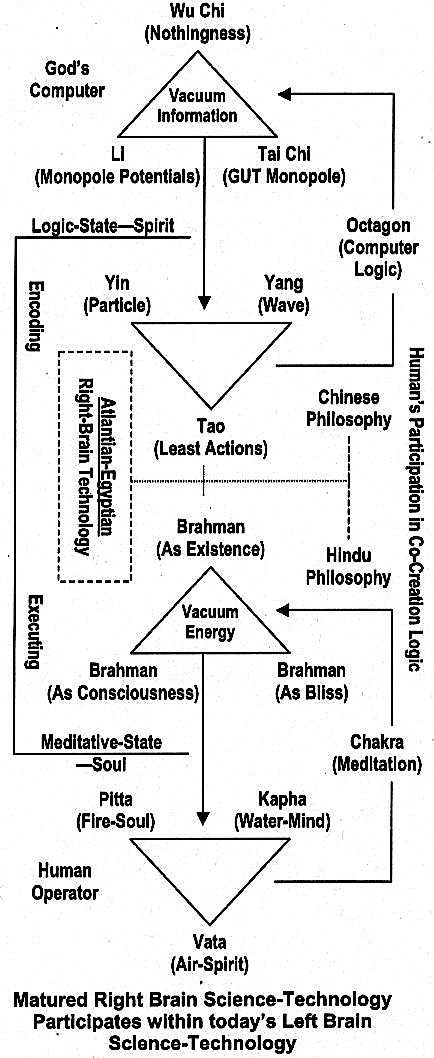 Wu Chi
(Nothingness)
God's
Computer
Vacuum
Information
LI
(Monopole Potentials)
Tai Chi
(GUT Monopole)
Logic-State—Spirit
Octagon
(Computer
Logic)
Yin
(Particle)
Yang
(Wave)
Encoding
Tao
(Least Actions)
Atlantian-Egyptian
Right-Brain Technology
Chinese
Philosophy
Human's Participation in Co-Creation Logic
Brahman
(As Existence)
Hindu
Philosophy
Executing
Vacuum
Energy
Brahman
(As Consciousness)
Brahman
(As Bliss)
Meditative-State
—Soul
Chakra
(Meditation)
Pitta
(Fire-Soul)
Kapha
(Water-Mind)
Human
Operator
Vata
(Air-Spirit)
Matured Right Brain Science-Technology
Participates within today's Left Brain
Science-Technology